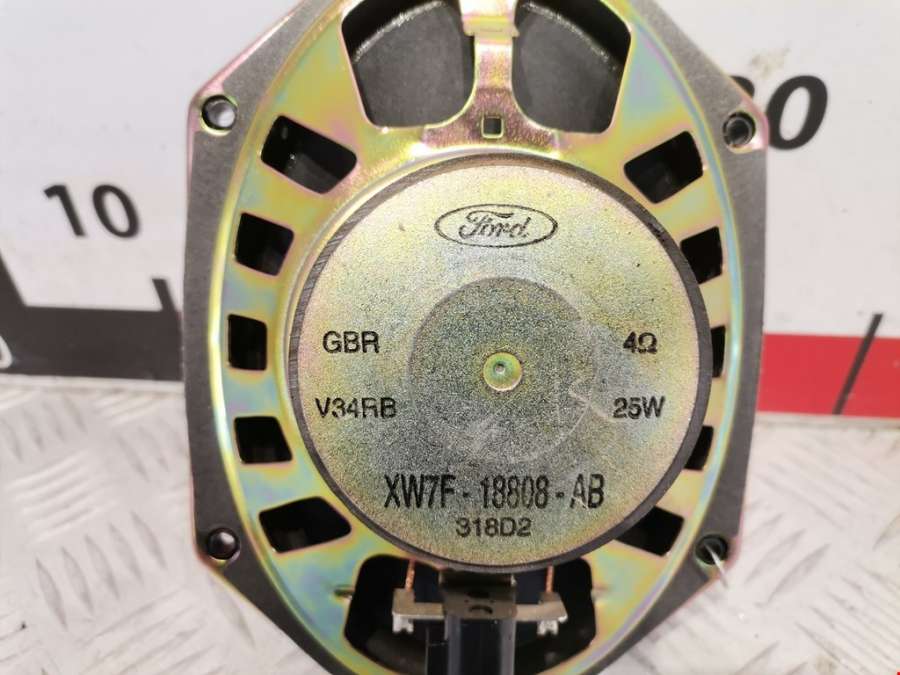 Ford
10
GBR 4Ω
V34RB 25W
XW7F - 18808 - AB
318D2